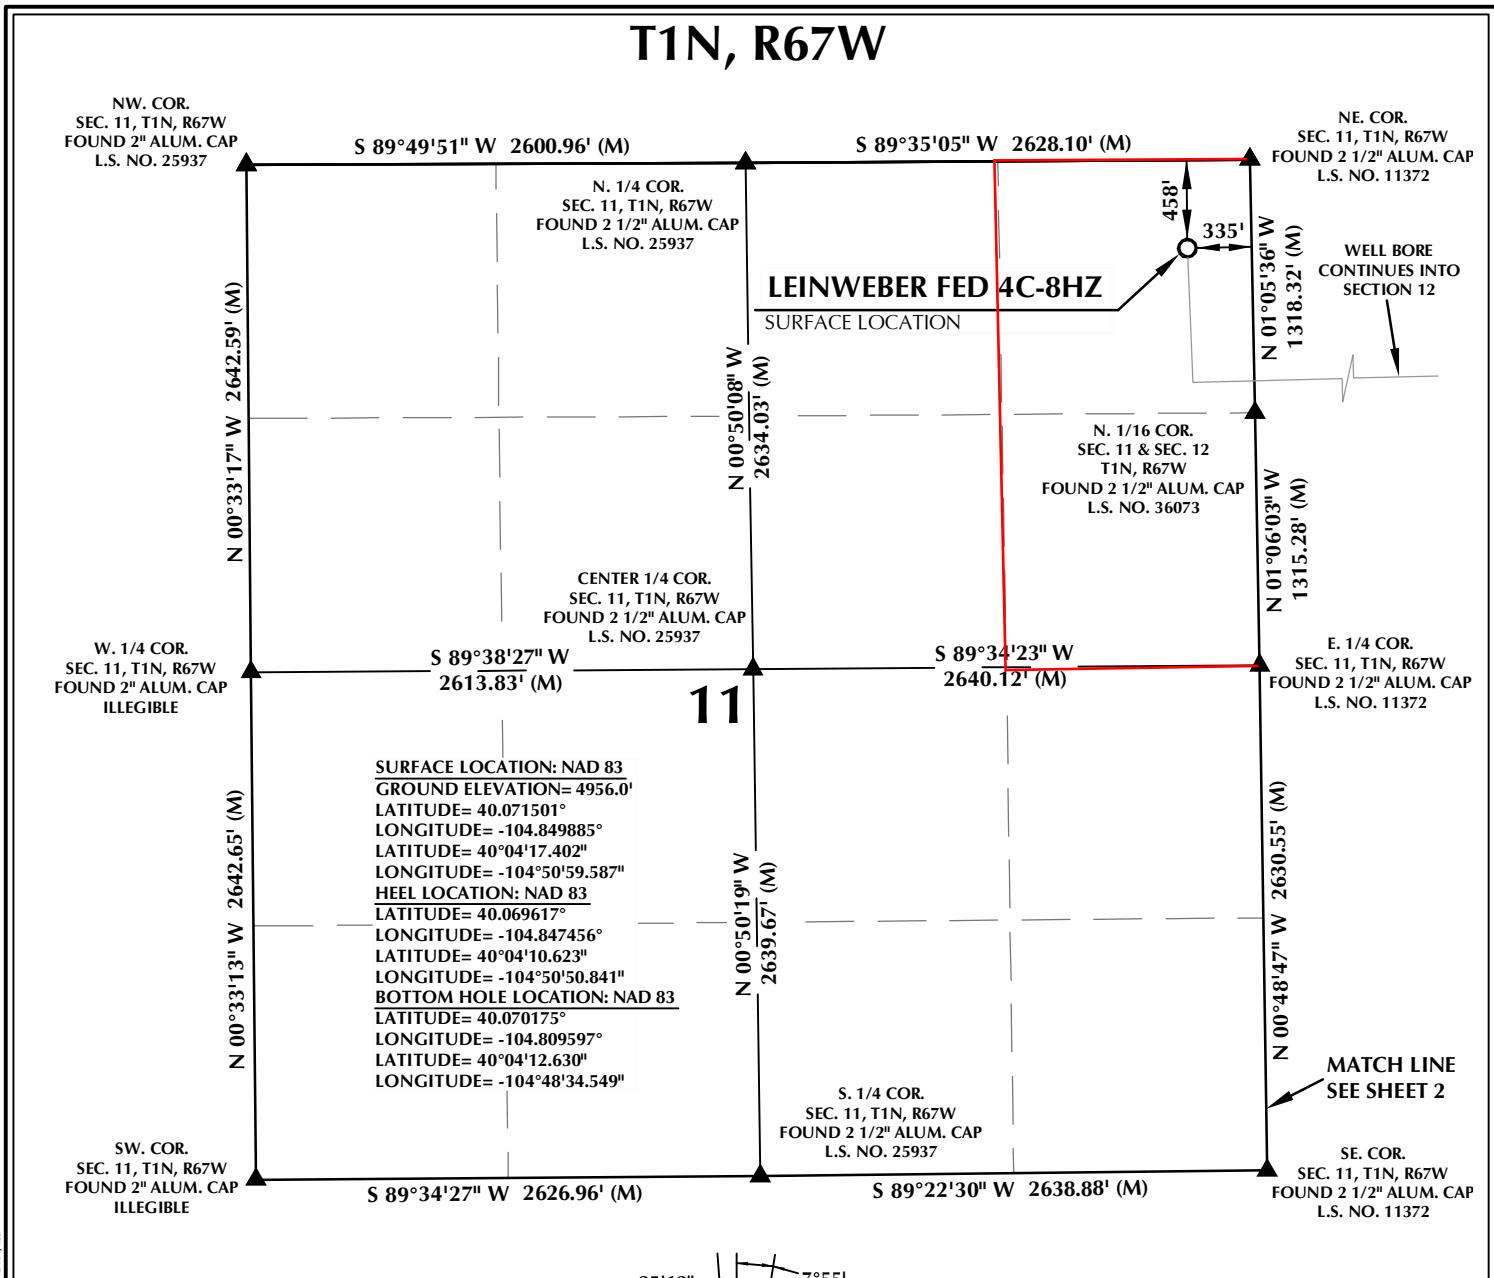 T1N, R67W
NW. COR.
SEC. 11, T1N, R67W
FOUND 2" ALUM. CAP
L.S. NO. 25937
S 89°49'51" W 2600.96' (M)
S 89°35'05" W 2628.10' (M)
NE. COR.
SEC. 11, T1N, R67W
FOUND 2 1/2" ALUM. CAP
L.S. NO. 11372
N. 1/4 COR.
SEC. 11, T1N, R67W
FOUND 2 1/2" ALUM. CAP
L.S. NO. 25937
458'
335'
LEINWEBER FED 4C-8HZ
SURFACE LOCATION
N 01°05'36" W
1318.32' (M)
WELL BORE
CONTINUES INTO
SECTION 12
N 00°33'17" W 2642.59' (M)
N 00°50'08" W
2634.03' (M)
N. 1/16 COR.
SEC. 11 & SEC. 12
T1N, R67W
FOUND 2 1/2" ALUM. CAP
L.S. NO. 36073
N 01°06'03" W
1315.28' (M)
CENTER 1/4 COR.
SEC. 11, T1N, R67W
FOUND 2 1/2" ALUM. CAP
L.S. NO. 25937
W. 1/4 COR.
SEC. 11, T1N, R67W
FOUND 2" ALUM. CAP
ILLEGIBLE
S 89°38'27" W
2613.83' (M)
S 89°34'23" W
2640.12' (M)
E. 1/4 COR.
SEC. 11, T1N, R67W
FOUND 2 1/2" ALUM. CAP
L.S. NO. 11372
11
SURFACE LOCATION: NAD 83
GROUND ELEVATION= 4956.0'
LATITUDE= 40.071501°
LONGITUDE= -104.849885°
LATITUDE= 40°04'17.402"
LONGITUDE= -104°50'59.587"
HEEL LOCATION: NAD 83
LATITUDE= 40.069617°
LONGITUDE= -104.847456°
LATITUDE= 40°04'10.623"
LONGITUDE= -104°50'50.841"
BOTTOM HOLE LOCATION: NAD 83
LATITUDE= 40.070175°
LONGITUDE= -104.809597°
LATITUDE= 40°04'12.630"
LONGITUDE= -104°48'34.549"
N 00°33'13" W 2642.65' (M)
N 00°50'19" W
2639.67' (M)
N 00°48'47" W 2630.55' (M)
MATCH LINE
SEE SHEET 2
S. 1/4 COR.
SEC. 11, T1N, R67W
FOUND 2 1/2" ALUM. CAP
L.S. NO. 25937
SW. COR.
SEC. 11, T1N, R67W
FOUND 2" ALUM. CAP
ILLEGIBLE
S 89°34'27" W 2626.96' (M)
S 89°22'30" W 2638.88' (M)
SE. COR.
SEC. 11, T1N, R67W
FOUND 2 1/2" ALUM. CAP
L.S. NO. 11372
7°55'